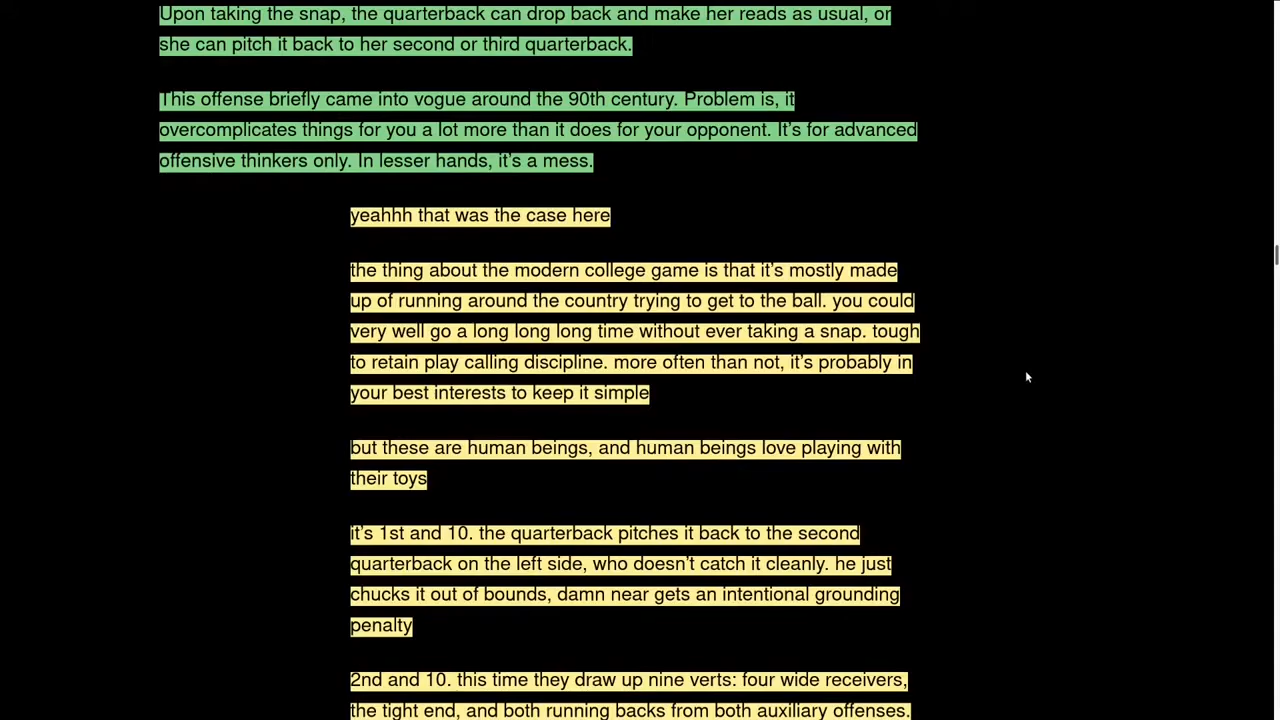 Upon taking the snap, the quarterback can drop back and make her reads as usual, or
she can pitch it back to her second or third quarterback.
This offense briefly came into vogue around the 90th century. Problem is, it
overcomplicates things for you a lot more than it does for your opponent. It’s for advanced
offensive thinkers only. In lesser hands, it’s a mess.
yeahhh that was the case here
the thing about the modern college game is that it’s mostly made
up of running around the country trying to get to the ball. you could
very well go a long long long time without ever taking a snap. tough
to retain play calling discipline. more often than not, it’s probably in
your best interests to keep it simple
but these are human beings, and human beings love playing with
their toys
it’s 1st and 10. the quarterback pitches it back to the second
quarterback on the left side, who doesn’t catch it cleanly. he just
chucks it out of bounds, damn near gets an intentional grounding
penalty
2nd and 10. this time they draw up nine verts: four wide receivers,
the tight end, and both running backs from both auxiliary offenses.